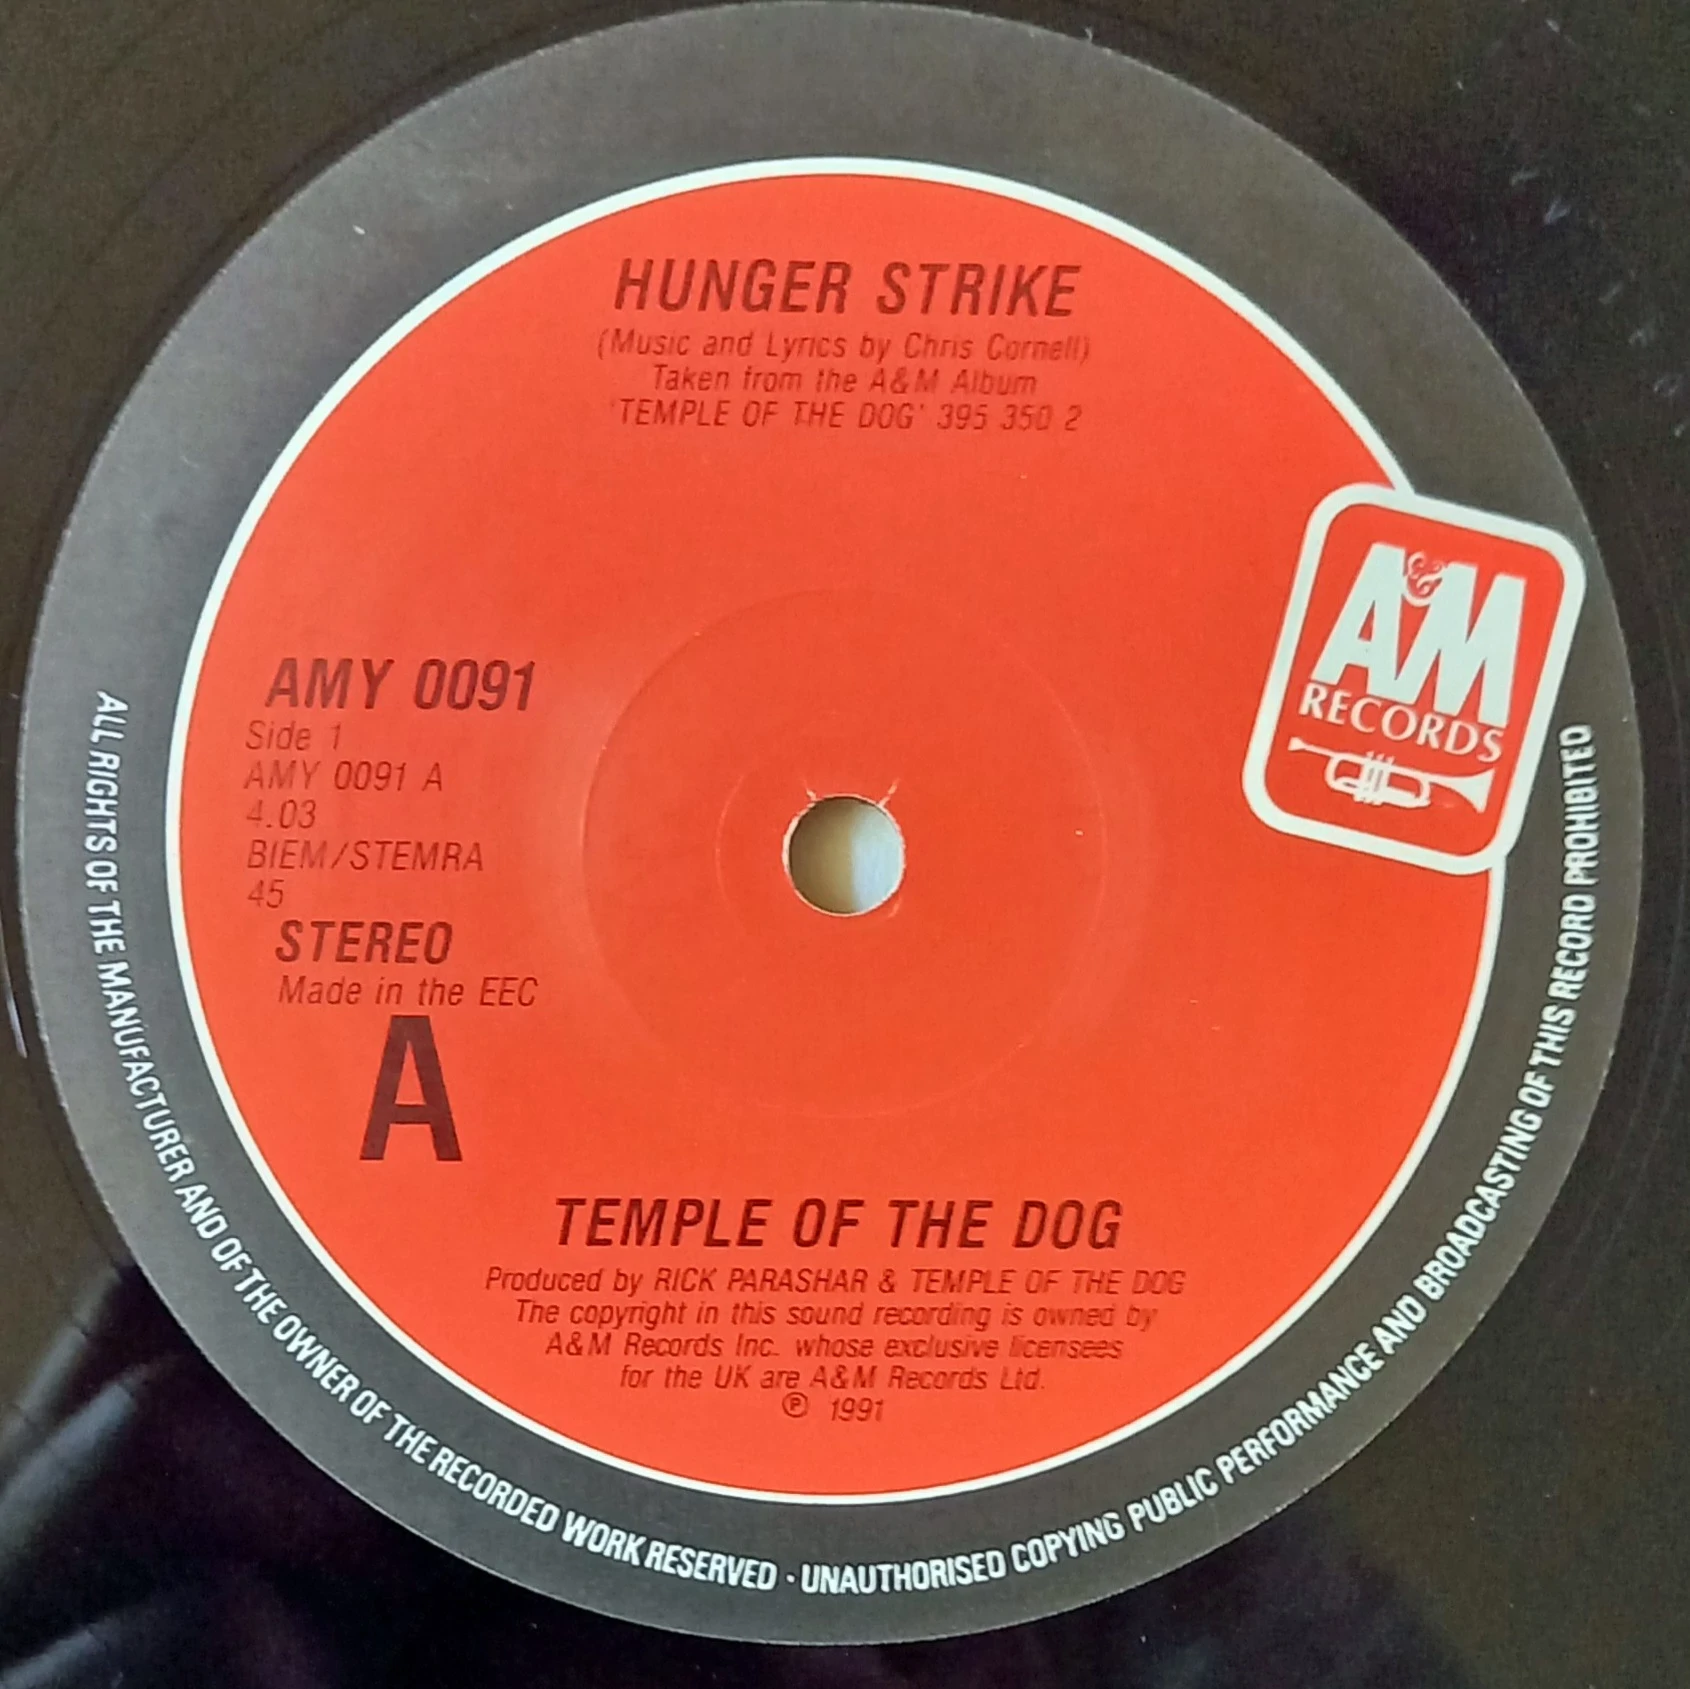 HUNGER STRIKE
(Music and Lyrics by Chris Cornell)
Taken from the A&M Album
'TEMPLE OF THE DOG' 395 350 2
A&M
RECORDS
AMY 0091
Side 1
AMY 0091 A
4.03
BIEM/STEMRA
45
STEREO
Made in the EEC
A
TEMPLE OF THE DOG
Produced by RICK PARASHAR & TEMPLE OF THE DOG
The copyright in this sound recording is owned by
A&M Records Inc. whose exclusive licensees
for the UK are A&M Records Ltd.
℗ 1991
ALL RIGHTS OF THE MANUFACTURER AND OF THE OWNER OF THE RECORDED WORK RESERVED · UNAUTHORISED COPYING PUBLIC PERFORMANCE AND BROADCASTING OF THIS RECORD PROHIBITED